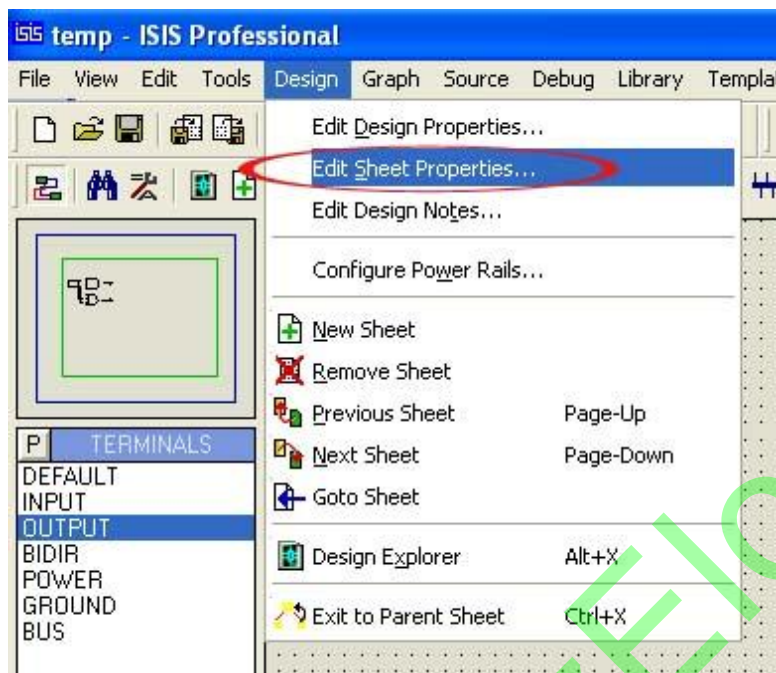 isis temp - ISIS Professional
File View Edit Tools Design Graph Source Debug Library Templa
Edit Design Properties...
Edit Sheet Properties...
Edit Design Notes...
Configure Power Rails...
New Sheet
Remove Sheet
Previous Sheet Page-Up
Next Sheet Page-Down
Goto Sheet
Design Explorer Alt+X
Exit to Parent Sheet Ctrl+X
P TERMINALS
DEFAULT
INPUT
OUTPUT
BIDIR
POWER
GROUND
BUS